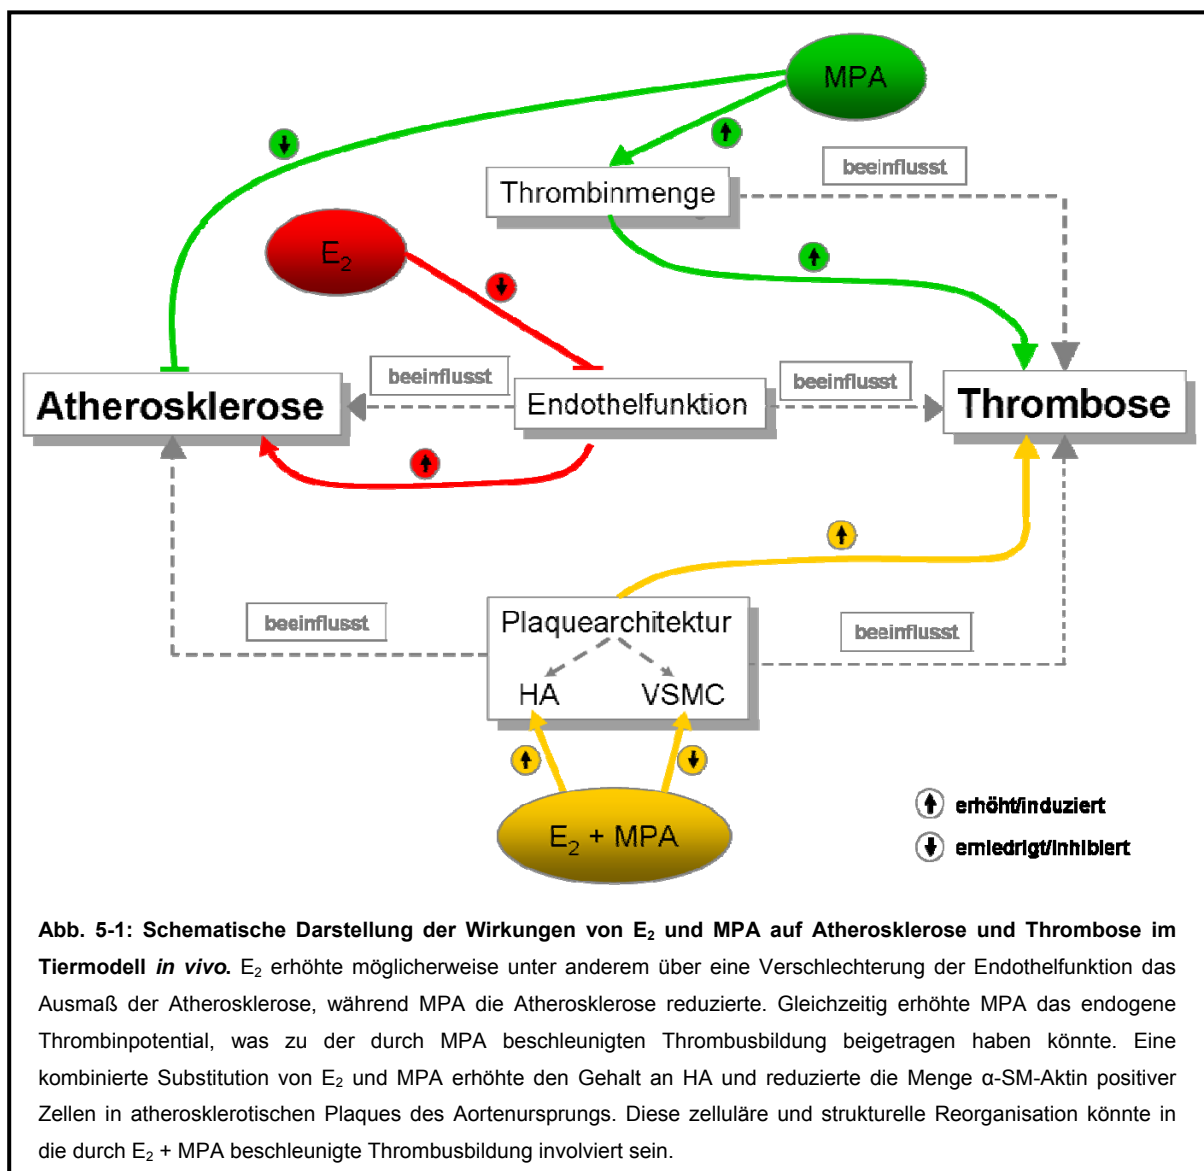 MPA
beeinflusst
Thrombinmenge
E₂
beeinflusst
beeinflusst
Atherosklerose
Endothelfunktion
Thrombose
Plaquearchitektur
beeinflusst
beeinflusst
HA
VSMC
E₂ + MPA
erhöht/induziert
erniedrigt/inhibiert
Abb. 5-1: Schematische Darstellung der Wirkungen von E₂ und MPA auf Atherosklerose und Thrombose im
Tiermodell in vivo. E₂ erhöhte möglicherweise unter anderem über eine Verschlechterung der Endothelfunktion das
Ausmaß der Atherosklerose, während MPA die Atherosklerose reduzierte. Gleichzeitig erhöhte MPA das endogene
Thrombinpotential, was zu der durch MPA beschleunigten Thrombusbildung beigetragen haben könnte. Eine
kombinierte Substitution von E₂ und MPA erhöhte den Gehalt an HA und reduzierte die Menge α-SM-Aktin positiver
Zellen in atherosklerotischen Plaques des Aortenursprungs. Diese zelluläre und strukturelle Reorganisation könnte in
die durch E₂ + MPA beschleunigte Thrombusbildung involviert sein.